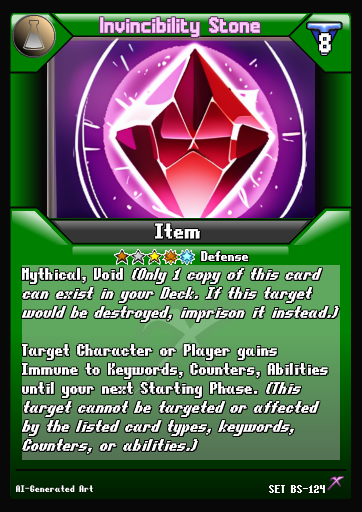 Invincibility Stone
8
Item
Defense
Mythical, Void (Only 1 copy of this card
can exist in your Deck. If this target
would be destroyed, imprison it instead.)
Target Character or Player gains
Immune to Keywords, Counters, Abilities
until your next Starting Phase. (This
target cannot be targeted or affected
by the listed card types, keywords,
Counters, or abilities.)
AI-Generated Art
SET BS-124